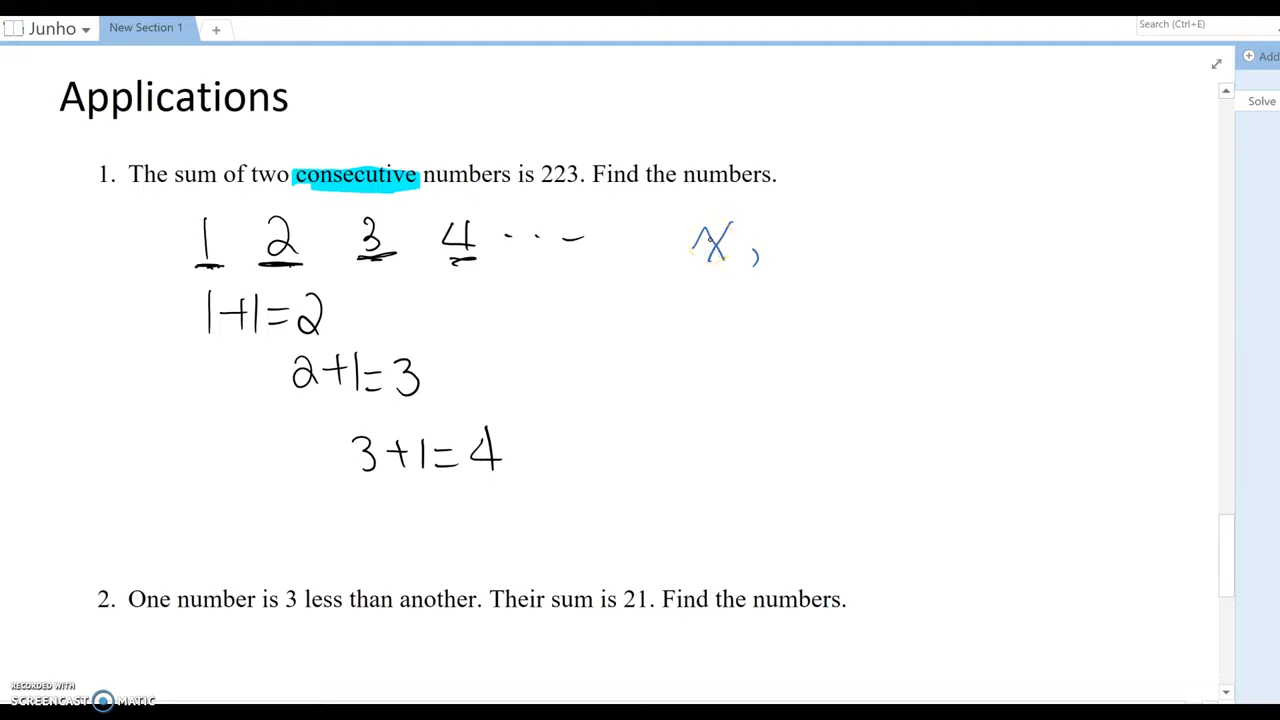 Junho New Section 1 + Search (Ctrl+E)
Add
Solve
Applications
1. The sum of two consecutive numbers is 223. Find the numbers.
1 2 3 4 ··− x ,
1+1=2
2+1=3
3+1=4
2. One number is 3 less than another. Their sum is 21. Find the numbers.
RECORDED WITH
SCREENCAST MATIC